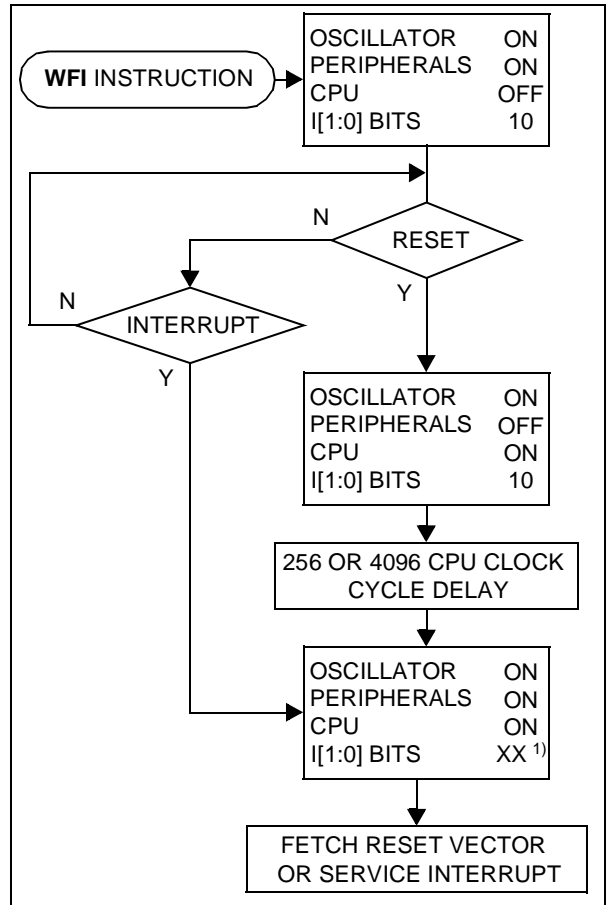 WFI INSTRUCTION
OSCILLATOR ON
PERIPHERALS ON
CPU OFF
I[1:0] BITS 10
N
RESET
Y
N
INTERRUPT
Y
OSCILLATOR ON
PERIPHERALS OFF
CPU ON
I[1:0] BITS 10
256 OR 4096 CPU CLOCK
CYCLE DELAY
OSCILLATOR ON
PERIPHERALS ON
CPU ON
I[1:0] BITS XX 1)
FETCH RESET VECTOR
OR SERVICE INTERRUPT